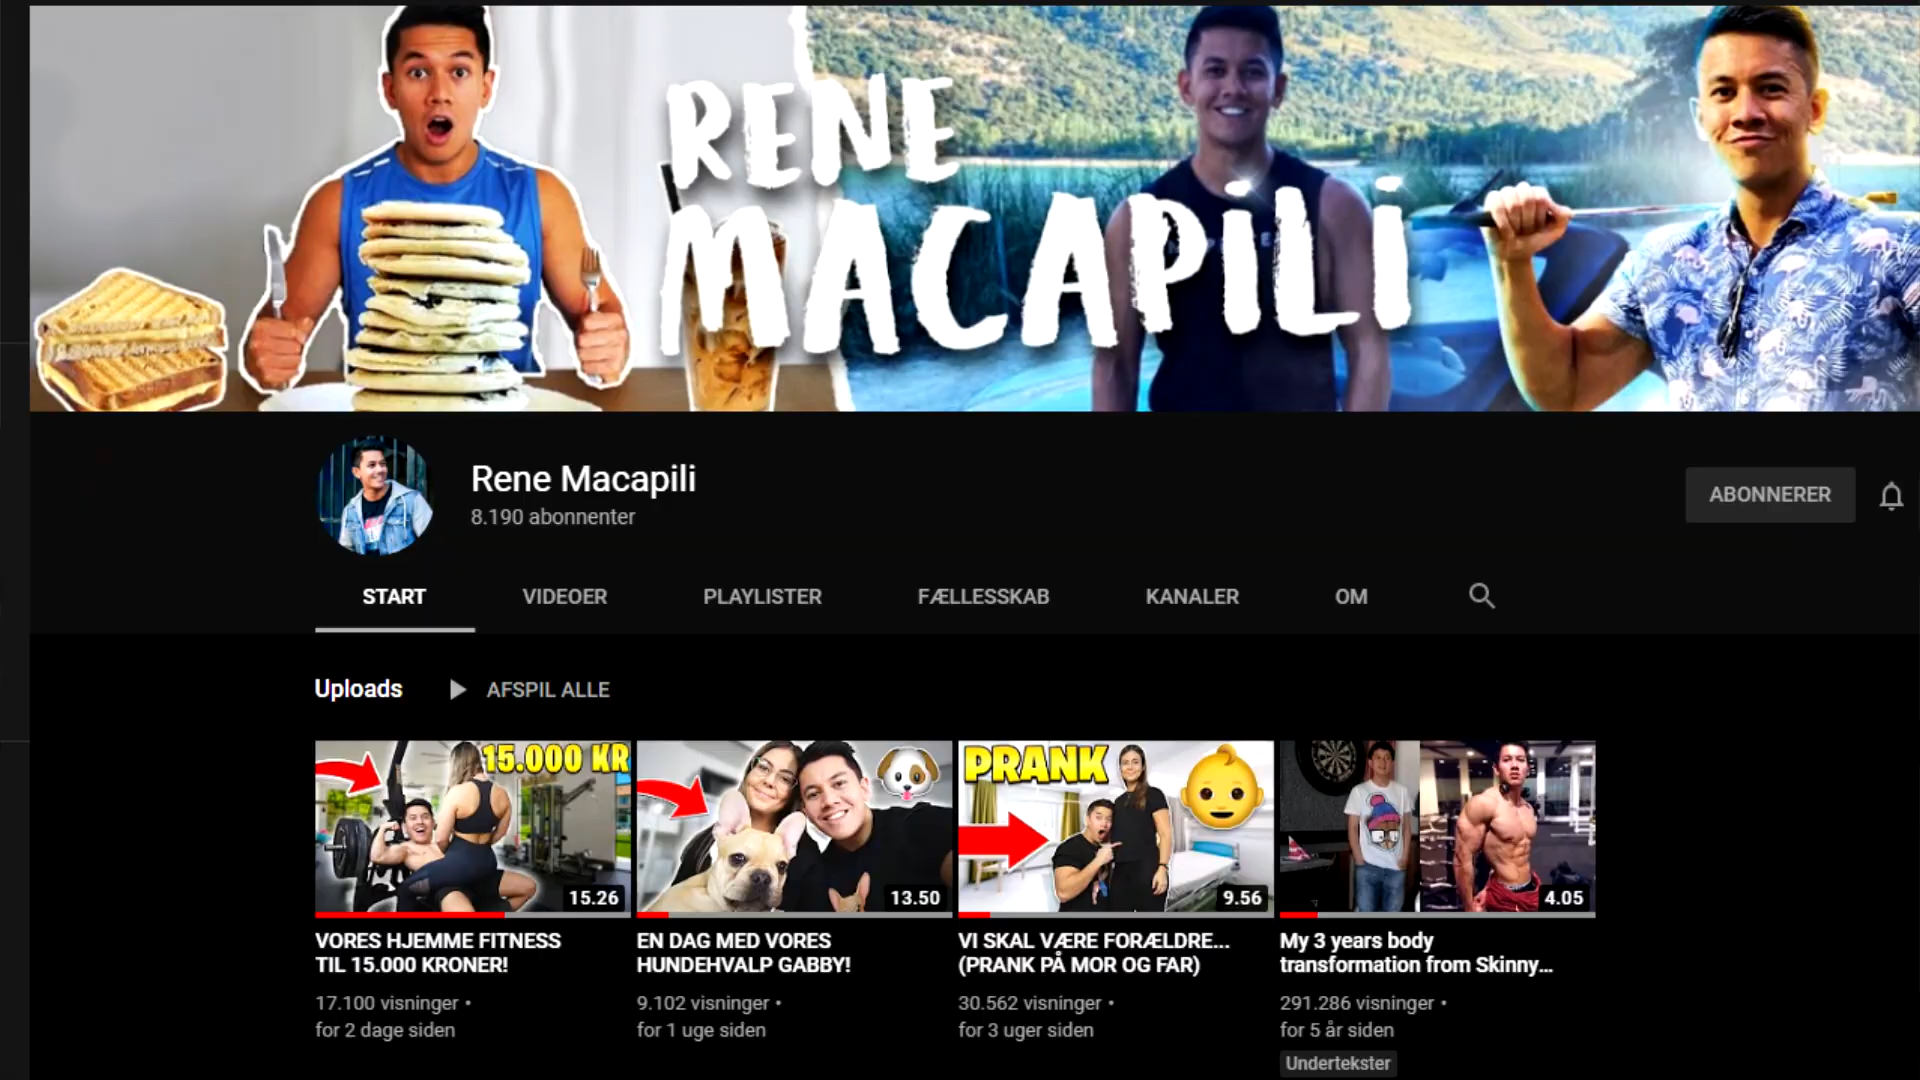 RENE
MACAPILI
Rene Macapili
8.190 abonnenter
ABONNERER
START
VIDEOER
PLAYLISTER
FÆLLESSKAB
KANALER
OM
Uploads
AFSPIL ALLE
15.000 KR
15.26
13.50
PRANK
9.56
4.05
VORES HJEMME FITNESS
TIL 15.000 KRONER!
17.100 visninger •
for 2 dage siden
EN DAG MED VORES
HUNDEHVALP GABBY!
9.102 visninger •
for 1 uge siden
VI SKAL VÆRE FORÆLDRE...
(PRANK PÅ MOR OG FAR)
30.562 visninger •
for 3 uger siden
My 3 years body
transformation from Skinny...
291.286 visninger •
for 5 år siden
Undertekster